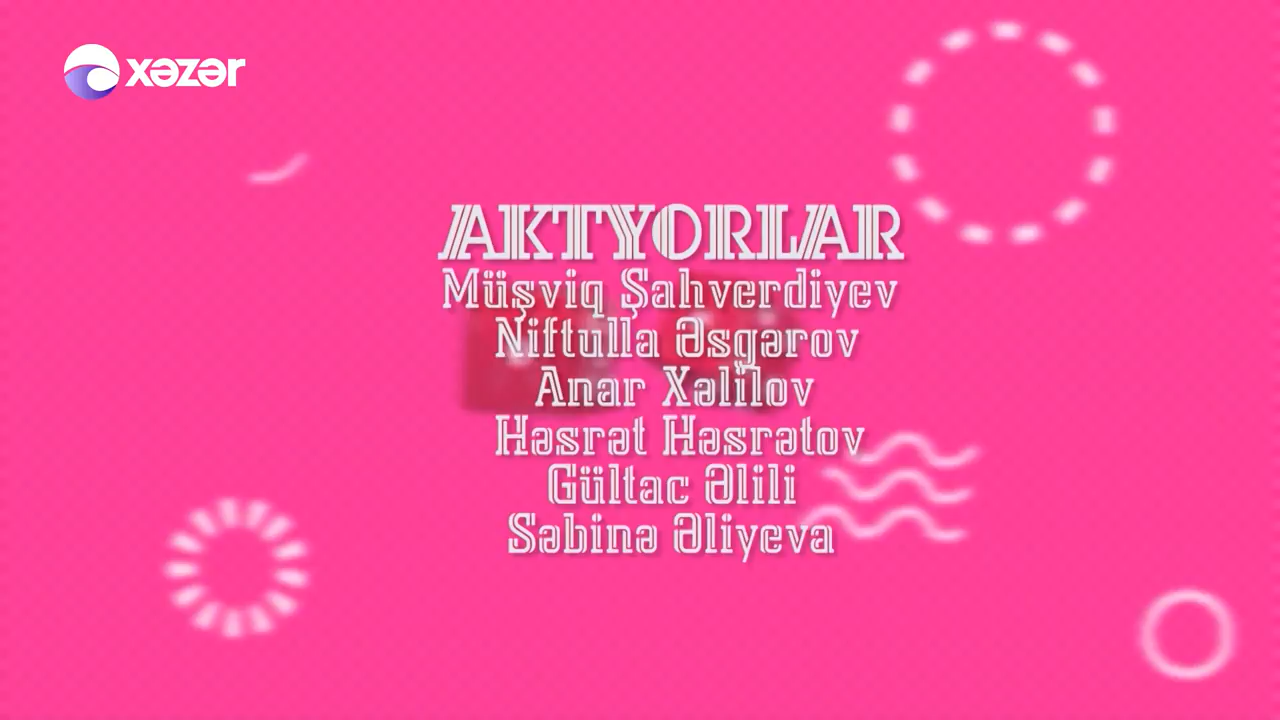 xəzər
AKTYORLAR
Müşviq Şahverdiyev
Niftulla Əsgərov
Anar Xəlilov
Həsrət Həsrətov
Gültac Əlili
Səbinə Əliyeva